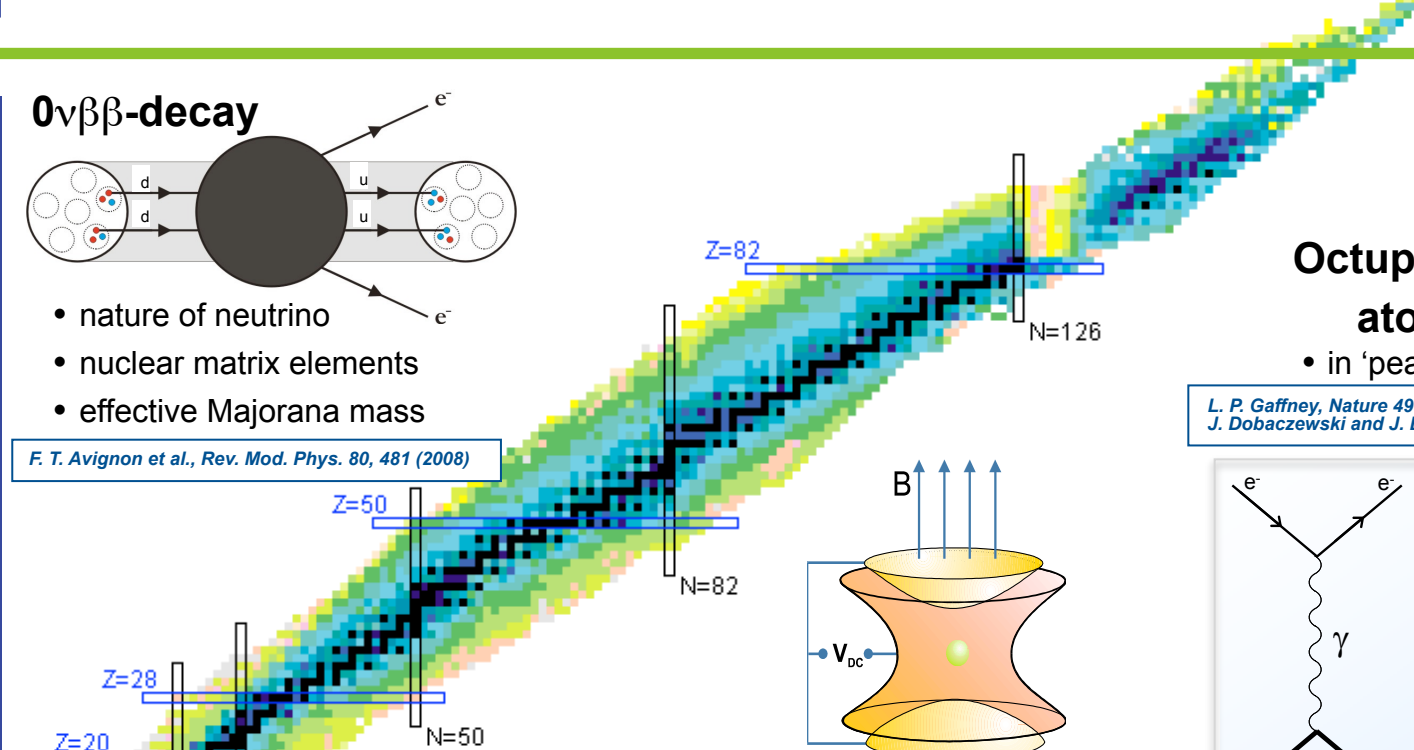 0νββ-decay
e-
d
u
d
u
e-
• nature of neutrino
• nuclear matrix elements
• effective Majorana mass
F. T. Avignon et al., Rev. Mod. Phys. 80, 481 (2008)
Z=82
N=126
Z=50
N=82
Z=28
N=50
Z=20
B
VDC
Octup
ato
• in ‘pea
L. P. Gaffney, Nature 49
J. Dobaczewski and J.
e-
e-
γ